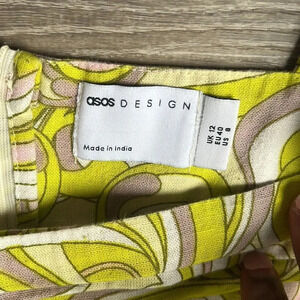 asos DESIGN
Made in India
UK 12
EU 40
US 8